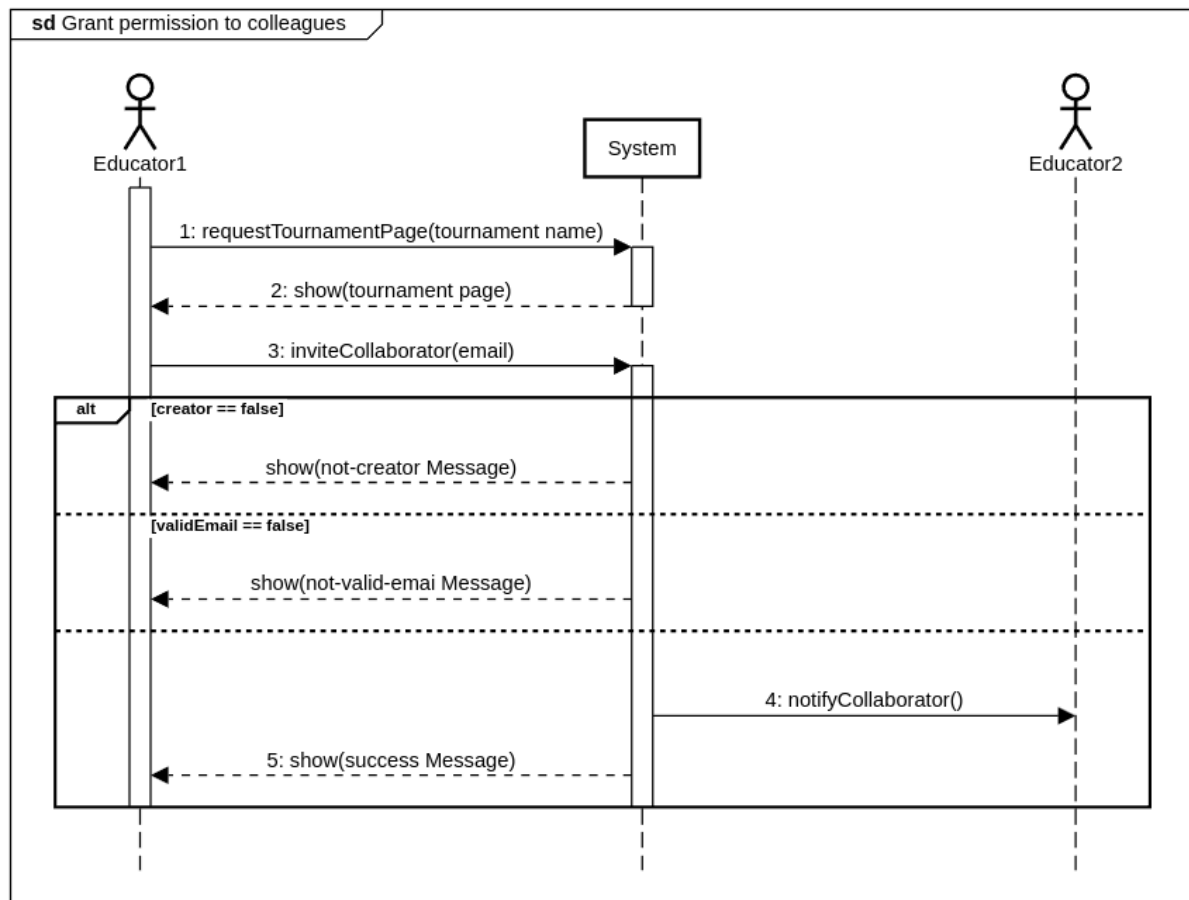 sd Grant permission to colleagues
Educator1
System
Educator2
1: requestTournamentPage(tournament name)
2: show(tournament page)
3: inviteCollaborator(email)
alt
[creator == false]
show(not-creator Message)
[validEmail == false]
show(not-valid-emai Message)
4: notifyCollaborator()
5: show(success Message)